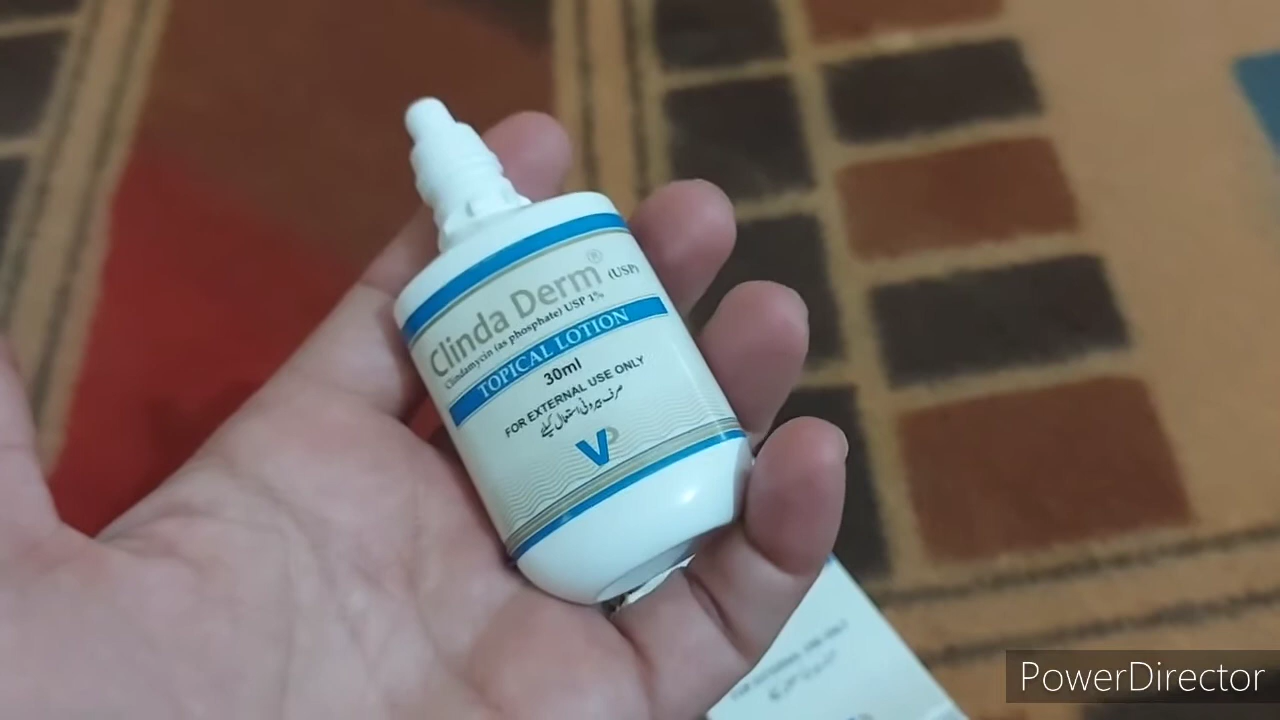 Clinda Derm® (USP)
Clindamycin (as phosphate) USP 1%
TOPICAL LOTION
30ml
FOR EXTERNAL USE ONLY
صرف بیرونی استعمال کیلئے
PowerDirector